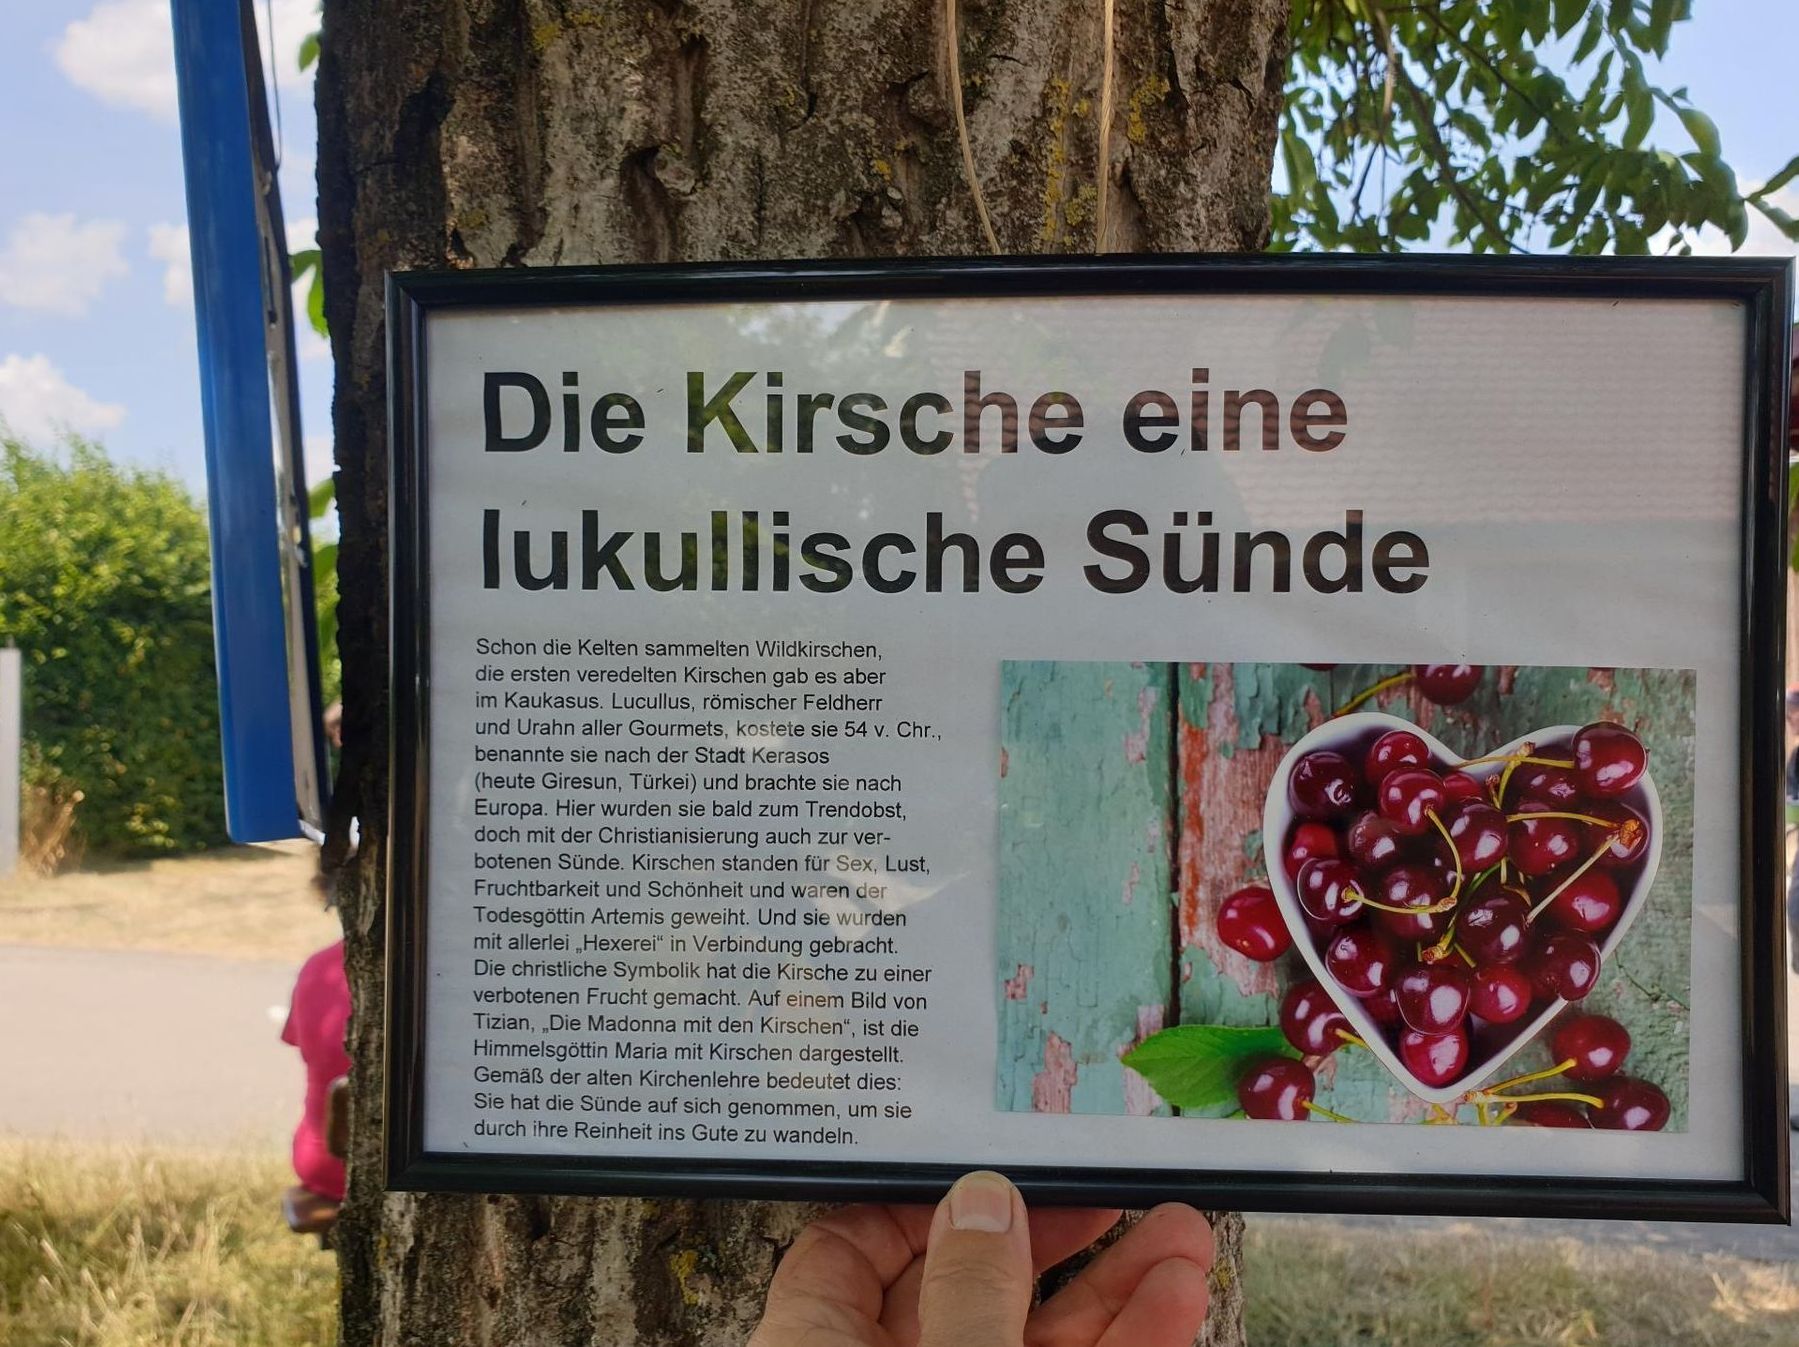 Die Kirsche eine
lukullische Sünde
Schon die Kelten sammelten Wildkirschen,
die ersten veredelten Kirschen gab es aber
im Kaukasus. Lucullus, römischer Feldherr
und Urahn aller Gourmets, kostete sie 54 v. Chr.,
benannte sie nach der Stadt Kerasos
(heute Giresun, Türkei) und brachte sie nach
Europa. Hier wurden sie bald zum Trendobst,
doch mit der Christianisierung auch zur ver-
botenen Sünde. Kirschen standen für Sex, Lust,
Fruchtbarkeit und Schönheit und waren der
Todesgöttin Artemis geweiht. Und sie wurden
mit allerlei „Hexerei“ in Verbindung gebracht.
Die christliche Symbolik hat die Kirsche zu einer
verbotenen Frucht gemacht. Auf einem Bild von
Tizian, „Die Madonna mit den Kirschen“, ist die
Himmelsgöttin Maria mit Kirschen dargestellt.
Gemäß der alten Kirchenlehre bedeutet dies:
Sie hat die Sünde auf sich genommen, um sie
durch ihre Reinheit ins Gute zu wandeln.